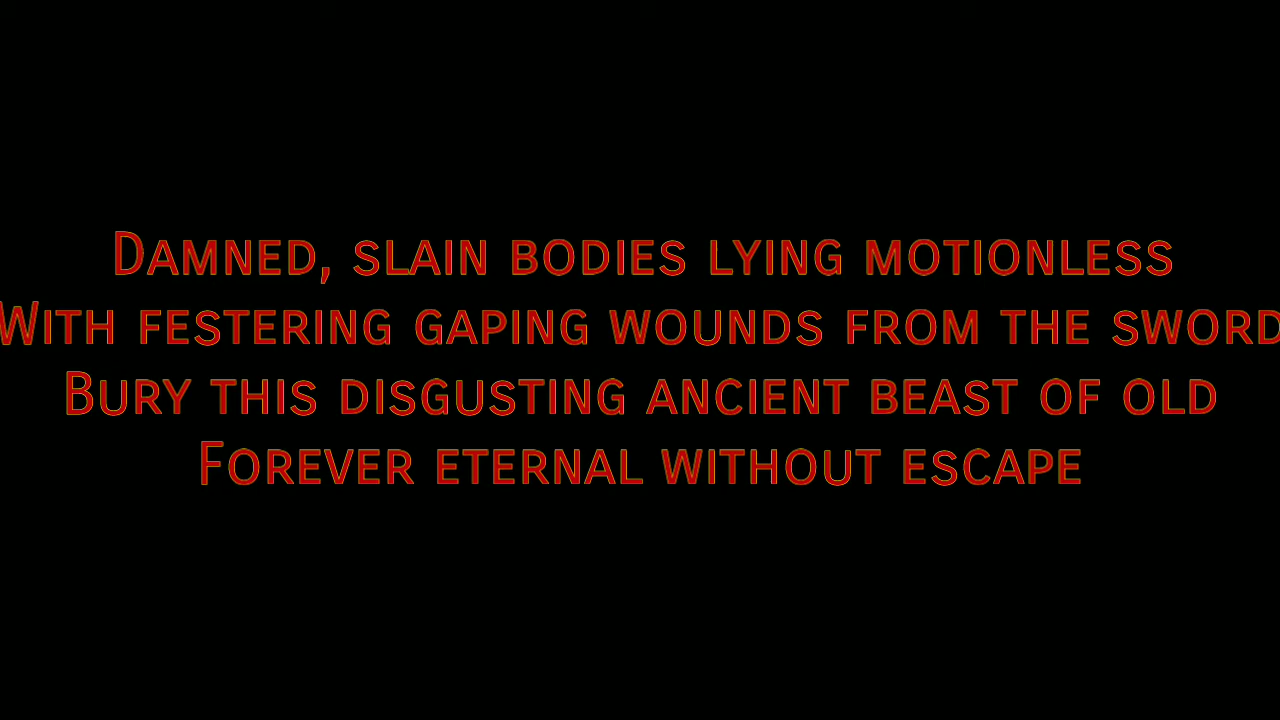 Damned, slain bodies lying motionless
With festering gaping wounds from the sword
Bury this disgusting ancient beast of old
Forever eternal without escape